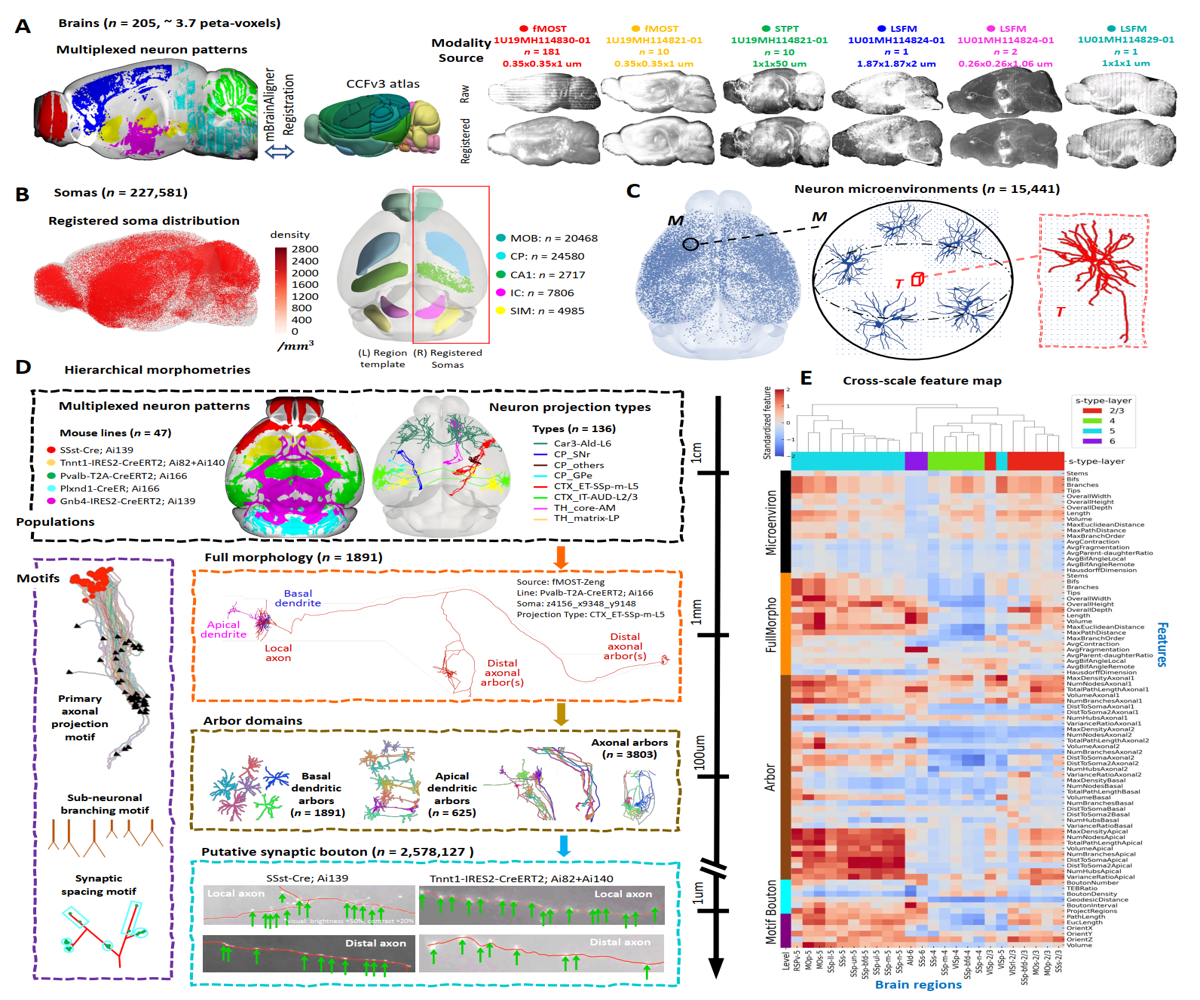 A
Brains (n = 205, ~ 3.7 peta-voxels)
Multiplexed neuron patterns
mBrainAligner
Registration
CCFv3 atlas
Modality
Source
fMOST
1U19MH114830-01
n = 181
0.35x0.35x1 um
fMOST
1U19MH114821-01
n = 10
0.35x0.35x1 um
STPT
1U19MH114821-01
n = 10
1x1x50 um
LSFM
1U01MH114824-01
n = 1
1.87x1.87x2 um
LSFM
1U01MH114824-01
n = 2
0.26x0.26x1.06 um
LSFM
1U01MH114829-01
n = 1
1x1x1 um
Raw
Registered
B
Somas (n = 227,581)
Registered soma distribution
density
2800
2400
2000
1600
1200
800
400
0
/mm³
(L) Region
template
(R) Registered
Somas
MOB: n = 20468
CP: n = 24580
CA1: n = 2717
IC: n = 7806
SIM: n = 4985
C
Neuron microenvironments (n = 15,441)
M
M
T
T
D
Hierarchical morphometries
Multiplexed neuron patterns
Mouse lines (n = 47)
SSst-Cre; Ai139
Tnnt1-IRES2-CreERT2; Ai82+Ai140
Pvalb-T2A-CreERT2; Ai166
Plxnd1-CreER; Ai166
Gnb4-IRES2-CreERT2; Ai139
Populations
Neuron projection types
Types (n = 136)
Car3-Ald-L6
CP_SNr
CP_others
CP_GPe
CTX_ET-SSp-m-L5
CTX_IT-AUD-L2/3
TH_core-AM
TH_matrix-LP
Motifs
Primary
axonal
projection
motif
Sub-neuronal
branching motif
Synaptic
spacing motif
Full morphology (n = 1891)
Basal
dendrite
Apical
dendrite
Local
axon
Source: fMOST-Zeng
Line: Pvalb-T2A-CreERT2; Ai166
Soma: z4156_x9348_y9148
Projection Type: CTX_ET-SSp-m-L5
Distal
axonal
arbor(s)
Distal
axonal
arbor(s)
Arbor domains
Basal
dendritic
arbors
(n = 1891)
Apical
dendritic
arbors
(n = 625)
Axonal arbors
(n = 3803)
Putative synaptic bouton (n = 2,578,127 )
SSst-Cre; Ai139
Tnnt1-IRES2-CreERT2; Ai82+Ai140
Local axon
Local axon
Distal axon
Distal axon
1cm
1mm
100um
1um
E
Cross-scale feature map
Standardized feature
2
1
0
-1
-2
s-type-layer
2/3
4
5
6
s-type-layer
Microenviron
FullMorpho
Arbor
Bouton
Motif
Level
Stems
Bifs
Branches
Tips
OverallWidth
OverallHeight
OverallDepth
Length
Volume
MaxEuclideanDistance
MaxPathDistance
MaxBranchOrder
AvgContraction
AvgFragmentation
AvgParent-daughterRatio
AvgBifAngleLocal
AvgBifAngleRemote
HausdorffDimension
Stems
Bifs
Branches
Tips
OverallWidth
OverallHeight
OverallDepth
Length
Volume
MaxEuclideanDistance
MaxPathDistance
MaxBranchOrder
AvgContraction
AvgFragmentation
AvgParent-daughterRatio
AvgBifAngleLocal
AvgBifAngleRemote
HausdorffDimension
MaxDensityAxonal1
NumNodesAxonal1
TotalPathLengthAxonal1
VolumeAxonal1
NumBranchesAxonal1
DistToSomaAxonal1
DistToSoma2Axonal1
NumHubsAxonal1
VarianceRatioAxonal1
MaxDensityAxonal2
NumNodesAxonal2
TotalPathLengthAxonal2
VolumeAxonal2
NumBranchesAxonal2
DistToSomaAxonal2
DistToSoma2Axonal2
NumHubsAxonal2
VarianceRatioAxonal2
MaxDensityBasal
NumNodesBasal
TotalPathLengthBasal
VolumeBasal
NumBranchesBasal
DistToSomaBasal
DistToSoma2Basal
NumHubsBasal
VarianceRatioBasal
MaxDensityApical
NumNodesApical
TotalPathLengthApical
VolumeApical
NumBranchesApical
DistToSomaApical
DistToSoma2Apical
NumHubsApical
VarianceRatioApical
BoutonNumber
TEBRatio
BoutonDensity
GeodesicDistance
BoutonInterval
ProjectRegions
PathLength
EucLength
OrientX
OrientY
OrientZ
Volume
Features
RSPv-5
MOp-5
MOs-5
SSp-ll-5
SSs-5
SSp-un-5
SSp-bfd-5
SSp-ul-5
SSp-m-5
SSp-n-5
AId-6
SSs-6
SSs-4
SSp-m-4
VISp-4
SSp-bfd-4
SSp-n-4
VISp-2/3
VISp-5
VISrl-2/3
SSp-bfd-2/3
MOs-2/3
MOp-2/3
SSs-2/3
Brain regions